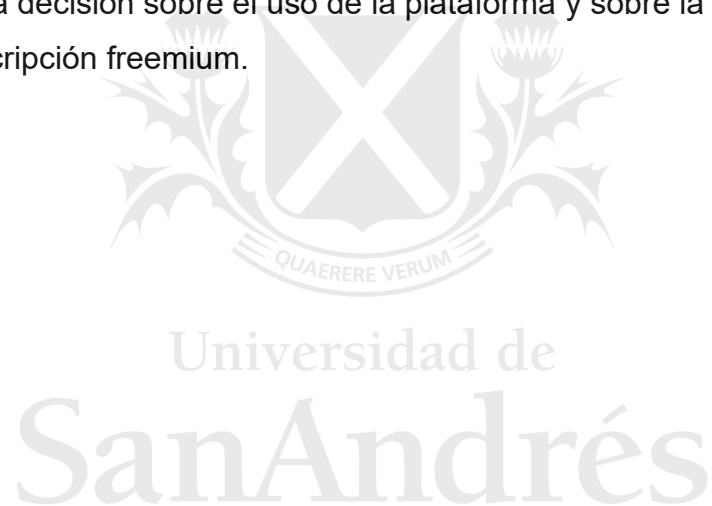 a decisión sobre el uso de la plataforma y sobre la
cripción freemium.
QUAERERE VERUM
Universidad de
SanAndrés